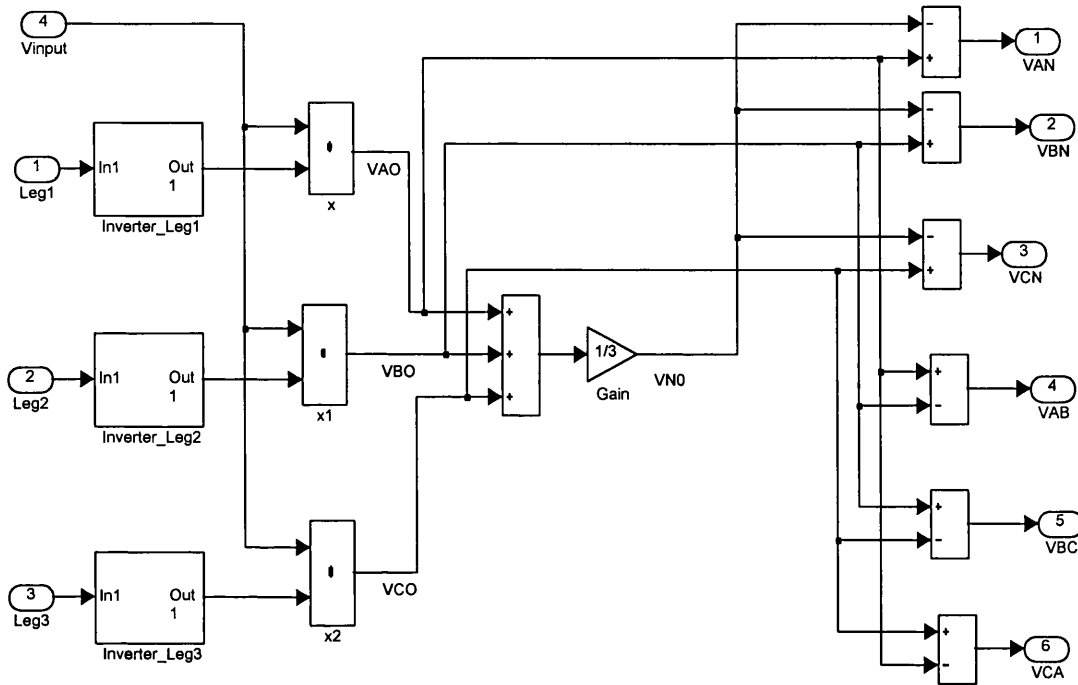 4
Vinput
1
Leg1
In1
Out
1
Inverter_Leg1
x
VAO
2
Leg2
In1
Out
1
Inverter_Leg2
x1
VBO
3
Leg3
In1
Out
1
Inverter_Leg3
x2
VCO
+
+
+
1/3
Gain
VN0
-
+
1
VAN
-
+
2
VBN
-
+
3
VCN
+
-
4
VAB
+
-
5
VBC
+
-
6
VCA